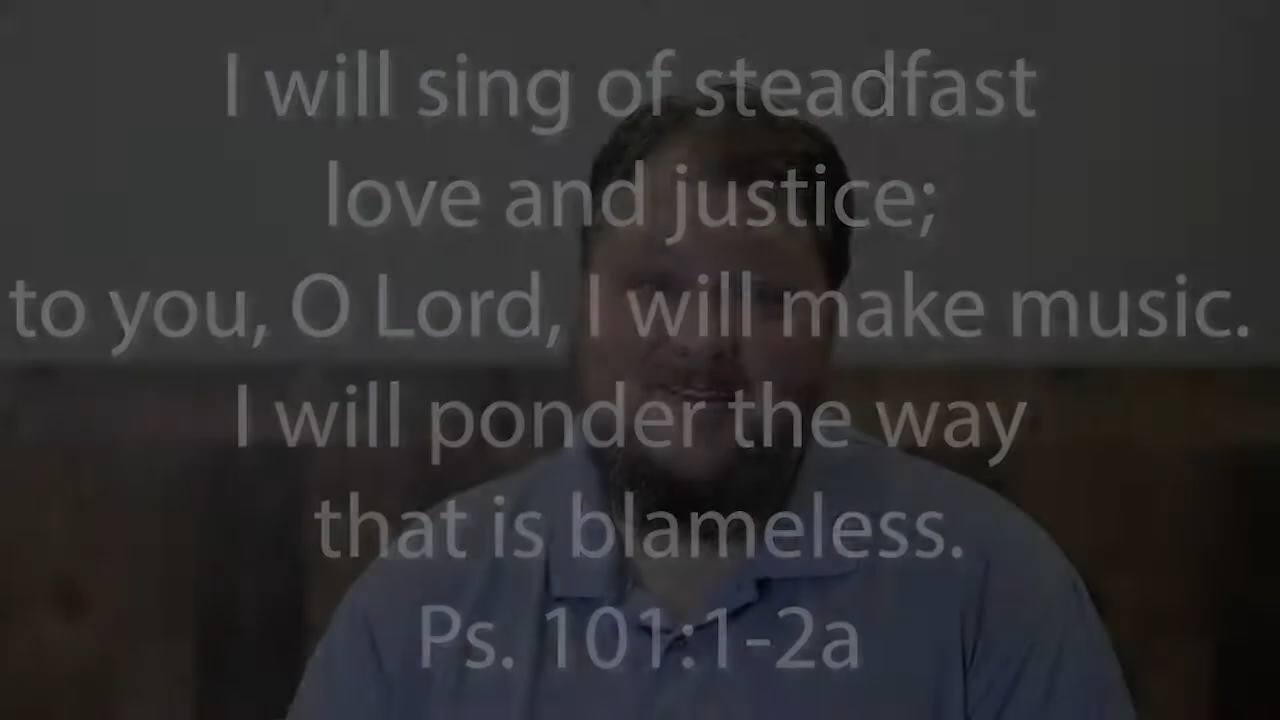 I will sing of steadfast
love and justice;
to you, O Lord, I will make music.
I will ponder the way
that is blameless.
Ps. 101:1-2a